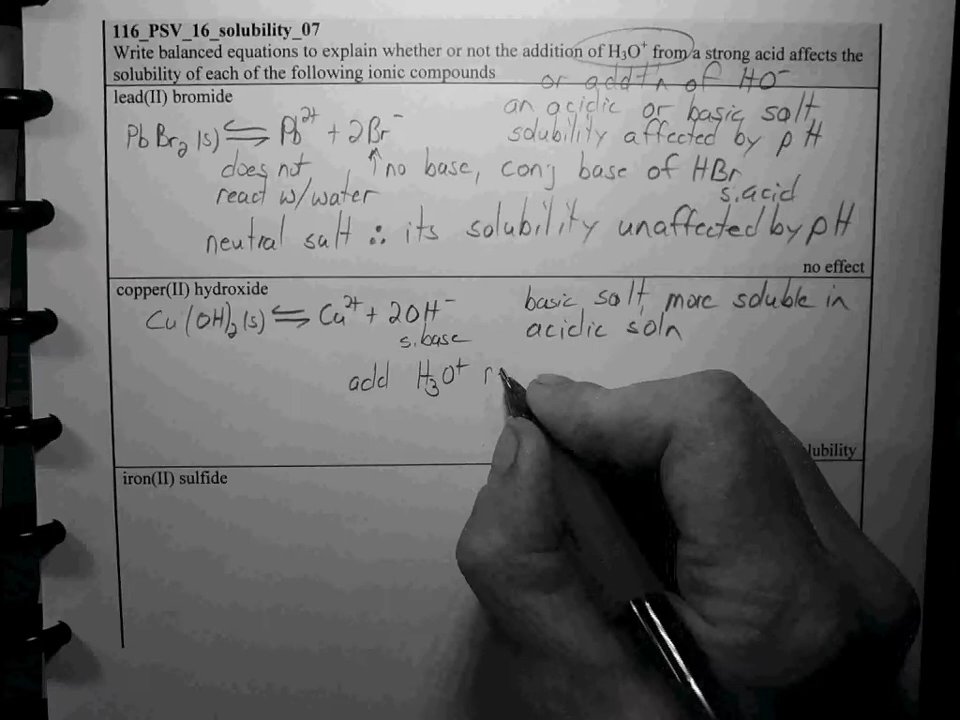 116_PSV_16_solubility_07
Write balanced equations to explain whether or not the addition of H₃O⁺ from a strong acid affects the
solubility of each of the following ionic compounds
or addtn of HO⁻
lead(II) bromide
an acidic or basic salt,
PbBr₂(s) ⇌ Pb²⁺ + 2Br⁻
solubility affected by pH
does not
react w/water
↑ no base, conj base of HBr
s.acid
neutral salt ∴ its solubility unaffected by pH
no effect
copper(II) hydroxide
basic salt, more soluble in
acidic soln
Cu(OH)₂(s) ⇌ Cu²⁺ + 2OH⁻
s.base
add H₃O⁺ r
lubility
iron(II) sulfide